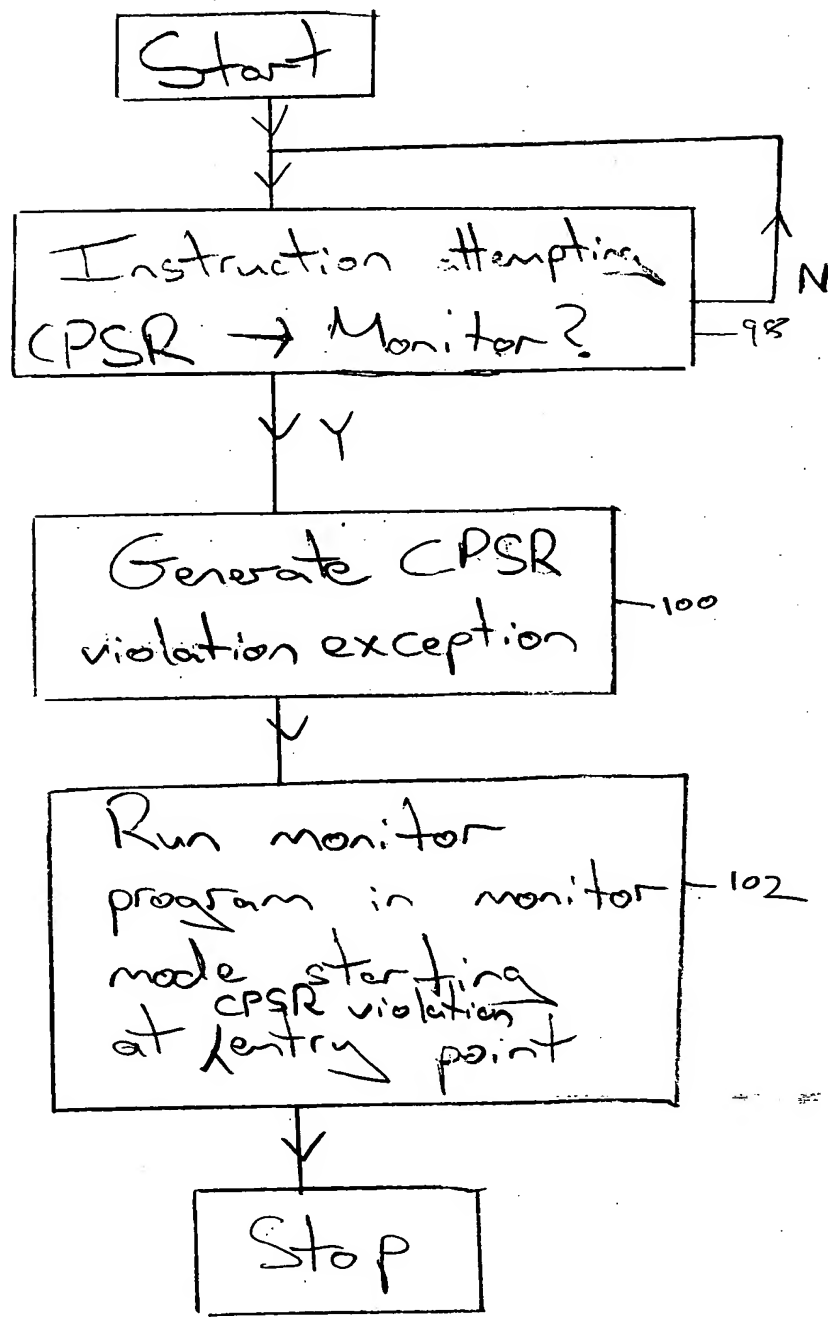 Start
Instruction attempting
CPSR → Monitor?
N
98
Y
Generate CPSR
violation exception
100
Run monitor
program in monitor
102
mode starting
CPSR violation
at entry point
Stop